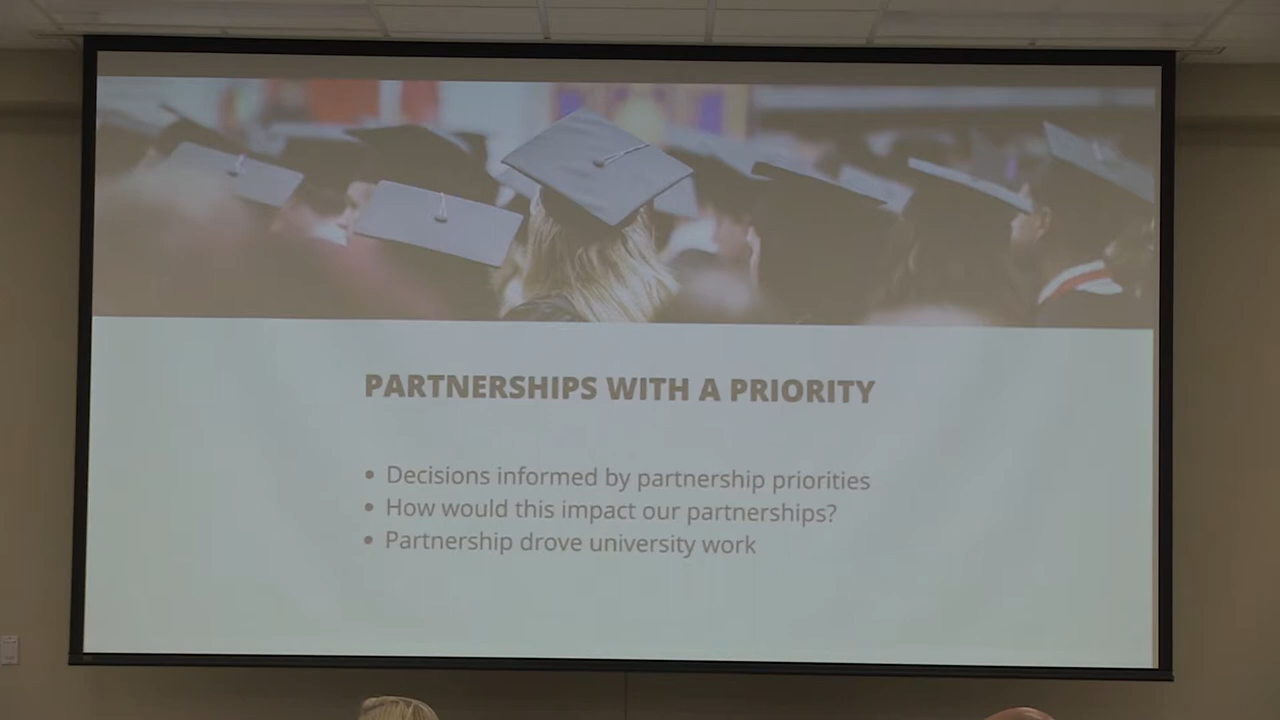 PARTNERSHIPS WITH A PRIORITY
• Decisions informed by partnership priorities
• How would this impact our partnerships?
• Partnership drove university work